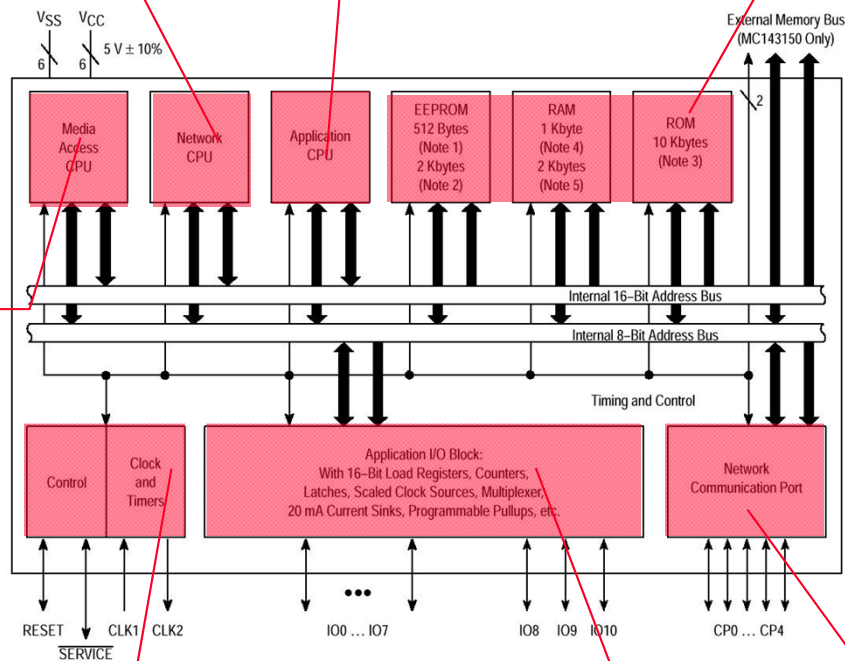 VSS VCC
6 6 5 V ± 10%
External Memory Bus
(MC143150 Only)
2
Media
Access
CPU
Network
CPU
Application
CPU
EEPROM
512 Bytes
(Note 1)
2 Kbytes
(Note 2)
RAM
1 Kbyte
(Note 4)
2 Kbytes
(Note 5)
ROM
10 Kbytes
(Note 3)
Internal 16–Bit Address Bus
Internal 8–Bit Address Bus
Timing and Control
Control
Clock
and
Timers
Application I/O Block:
With 16–Bit Load Registers, Counters,
Latches, Scaled Clock Sources, Multiplexer,
20 mA Current Sinks, Programmable Pullups, etc.
Network
Communication Port
RESET SERVICE CLK1 CLK2
IO0 ... IO7 IO8 IO9 IO10
CP0 ... CP4